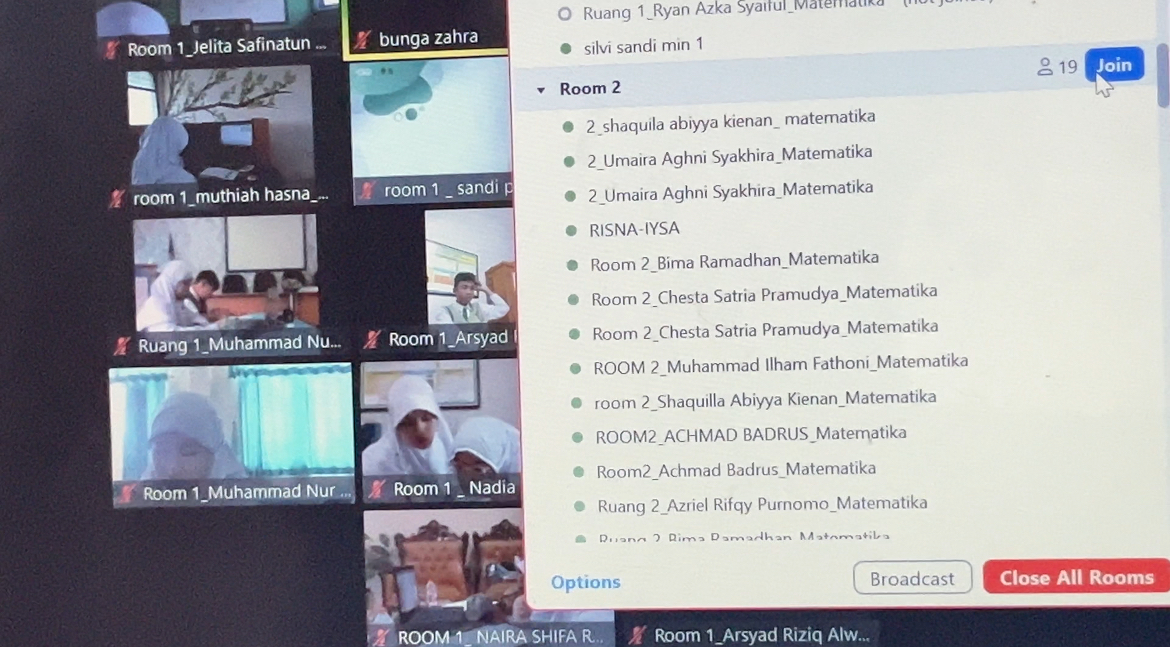 Room 1_Jelita Safinatun ...
bunga zahra
room 1_muthiah hasna_...
room 1 _ sandi p
Ruang 1_Muhammad Nu...
Room 1_Arsyad
Room 1_Muhammad Nur ...
Room 1 _ Nadia
ROOM 1_ NAIRA SHIFA R...
Room 1_Arsyad Riziq Alw...
Ruang 1_Ryan Azka Syaiful_Matematika
silvi sandi min 1
Room 2
19
Join
2_shaquila abiyya kienan_ matematika
2_Umaira Aghni Syakhira_Matematika
2_Umaira Aghni Syakhira_Matematika
RISNA-IYSA
Room 2_Bima Ramadhan_Matematika
Room 2_Chesta Satria Pramudya_Matematika
Room 2_Chesta Satria Pramudya_Matematika
ROOM 2_Muhammad Ilham Fathoni_Matematika
room 2_Shaquilla Abiyya Kienan_Matematika
ROOM2_ACHMAD BADRUS_Matematika
Room2_Achmad Badrus_Matematika
Ruang 2_Azriel Rifqy Purnomo_Matematika
Ruang 2 Bima Ramadhan Matematika
Options
Broadcast
Close All Rooms